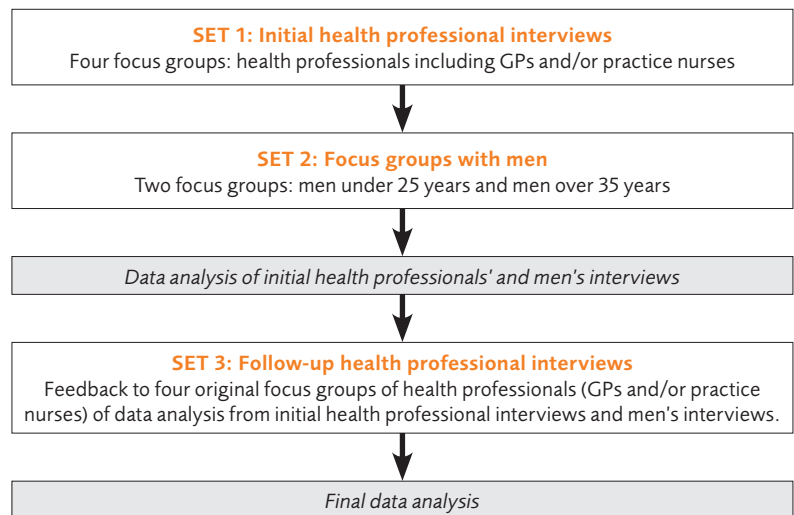 SET 1: Initial health professional interviews
Four focus groups: health professionals including GPs and/or practice nurses
SET 2: Focus groups with men
Two focus groups: men under 25 years and men over 35 years
Data analysis of initial health professionals' and men's interviews
SET 3: Follow-up health professional interviews
Feedback to four original focus groups of health professionals (GPs and/or practice
nurses) of data analysis from initial health professional interviews and men's interviews.
Final data analysis